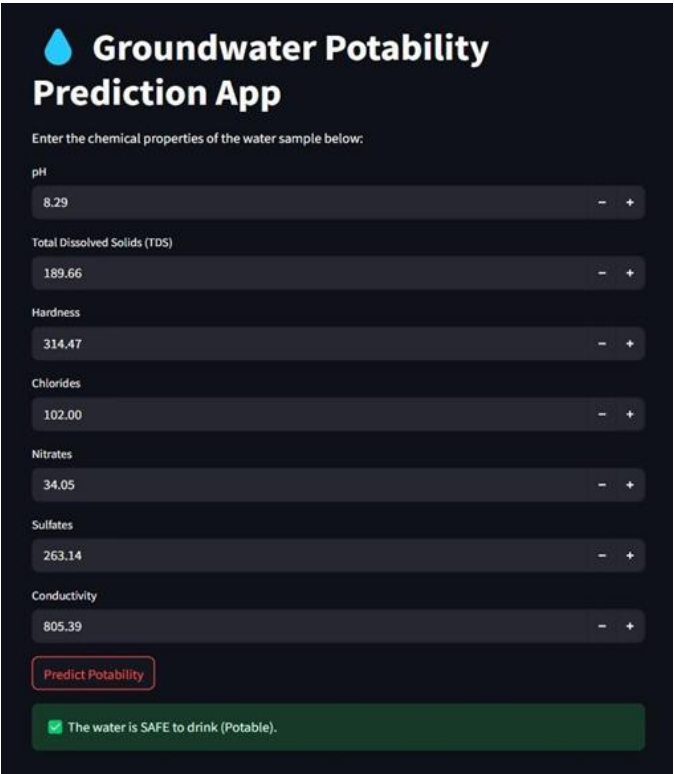 Groundwater Potability
Prediction App
Enter the chemical properties of the water sample below:
pH
8.29
Total Dissolved Solids (TDS)
189.66
Hardness
314.47
Chlorides
102.00
Nitrates
34.05
Sulfates
263.14
Conductivity
805.39
Predict Potability
The water is SAFE to drink (Potable).